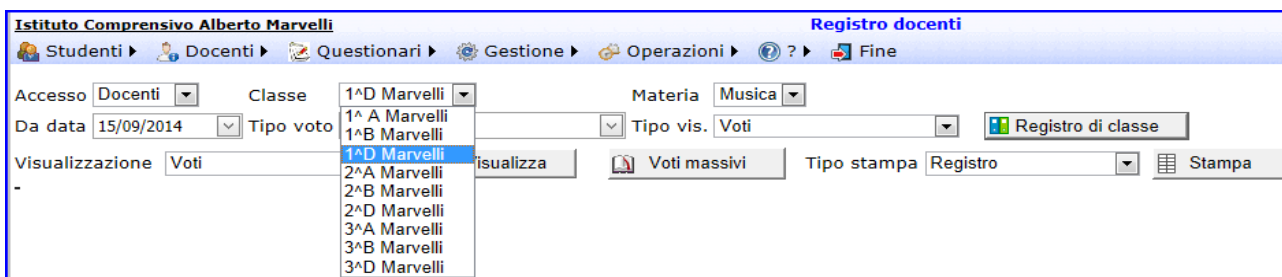 Istituto Comprensivo Alberto Marvelli Registro docenti
Studenti Docenti Questionari Gestione Operazioni ? Fine
Accesso Docenti Classe 1^D Marvelli Materia Musica
Da data 15/09/2014 Tipo voto Tipo vis. Voti Registro di classe
Visualizzazione Voti isualizza Voti massivi Tipo stampa Registro Stampa
-
1^ A Marvelli
1^B Marvelli
1^D Marvelli
2^A Marvelli
2^B Marvelli
2^D Marvelli
3^A Marvelli
3^B Marvelli
3^D Marvelli